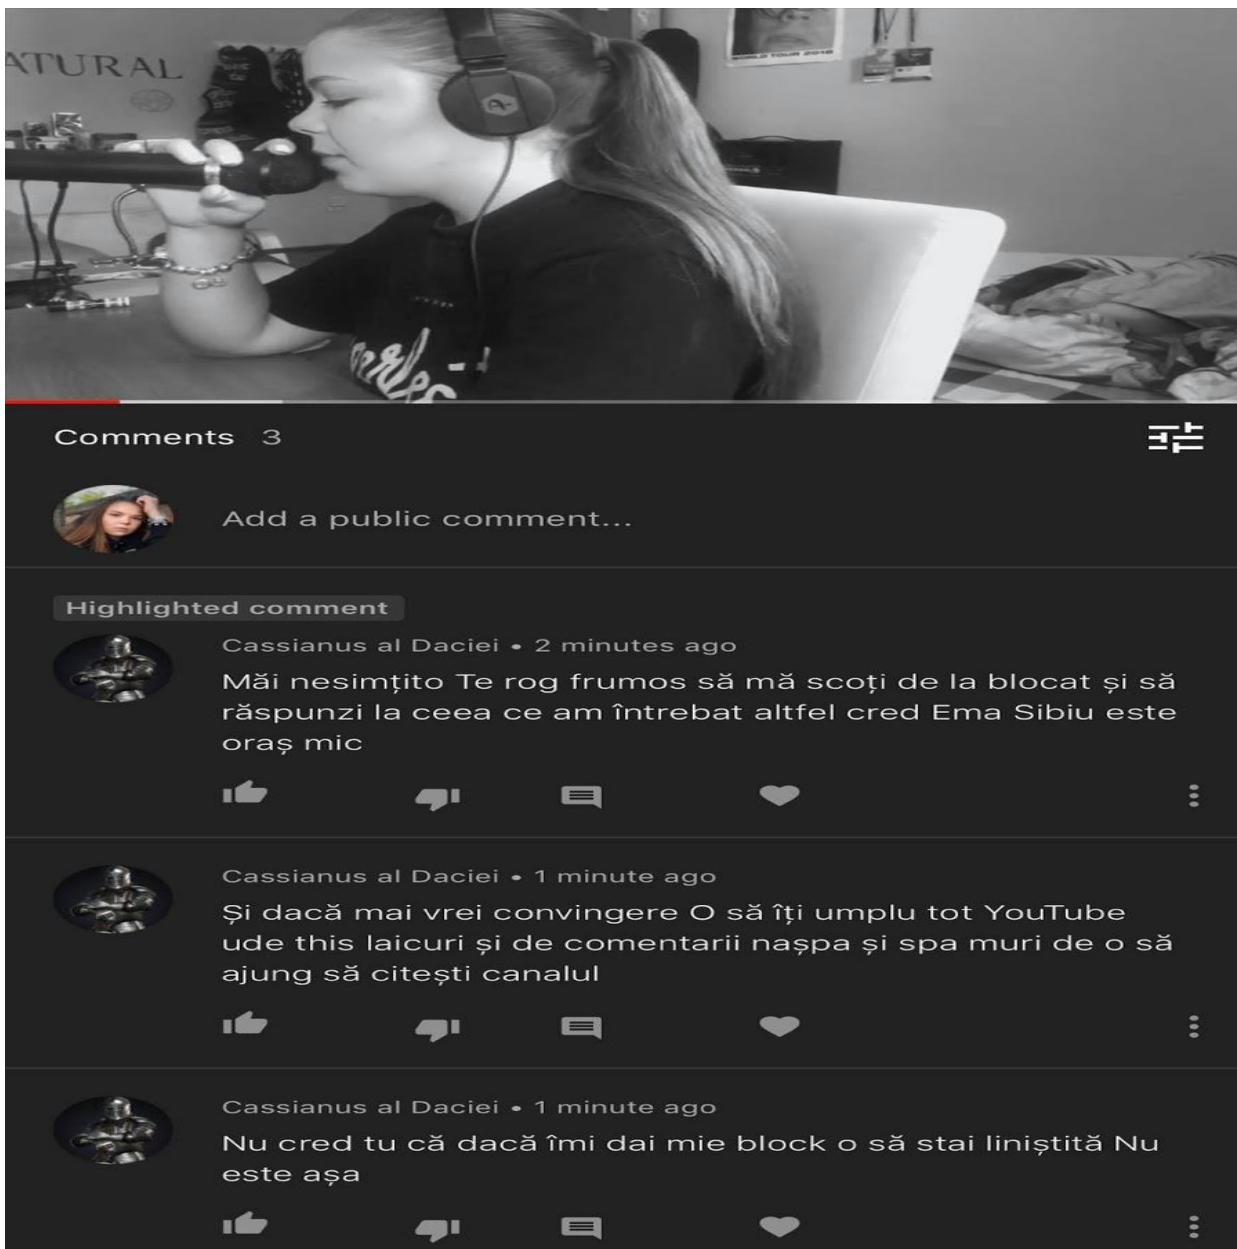 ATURAL
WORLD TOUR 2018
Comments 3
Add a public comment...
Highlighted comment
Cassianus al Daciei • 2 minutes ago
Măi nesimțito Te rog frumos să mă scoți de la blocat și să
răspunzi la ceea ce am întrebat altfel cred Ema Sibiu este
oraș mic
Cassianus al Daciei • 1 minute ago
Și dacă mai vrei convingere O să îți umplu tot YouTube
ude this laicuri și de comentarii nașpa și spa muri de o să
ajung să citești canalul
Cassianus al Daciei • 1 minute ago
Nu cred tu că dacă îmi dai mie block o să stai liniștită Nu
este așa